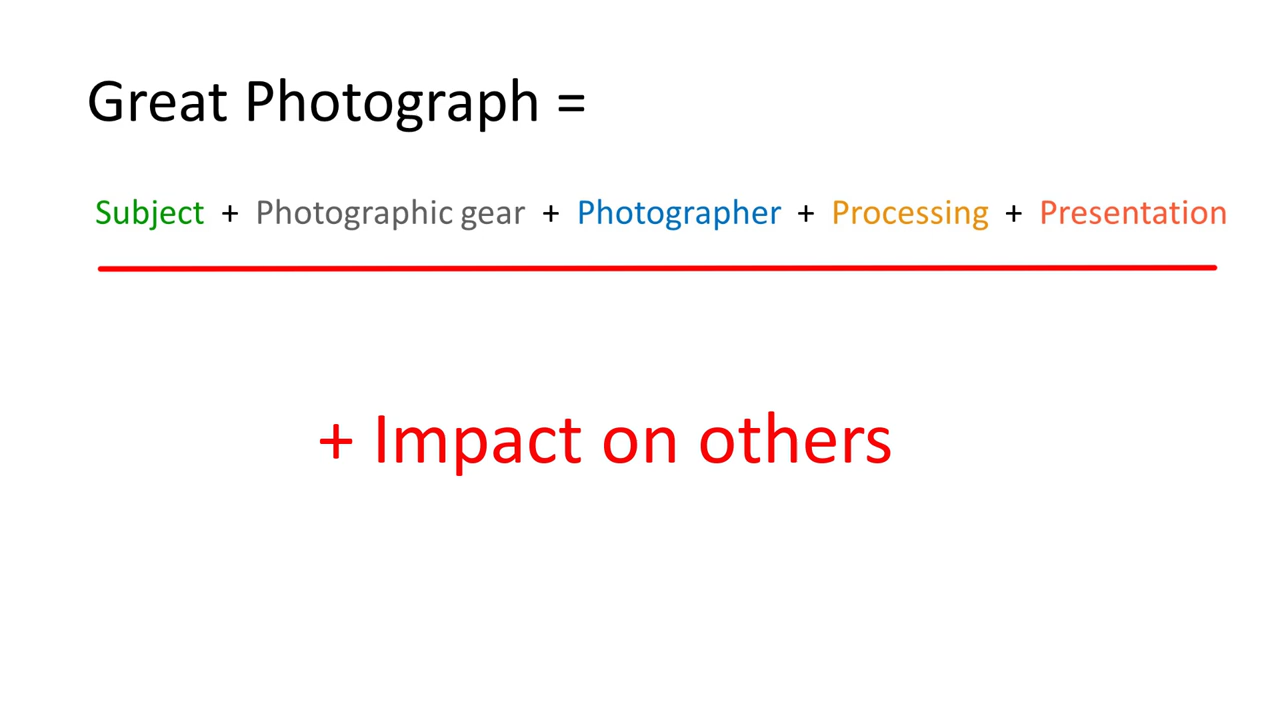 Great Photograph =
Subject + Photographic gear + Photographer + Processing + Presentation
+ Impact on others